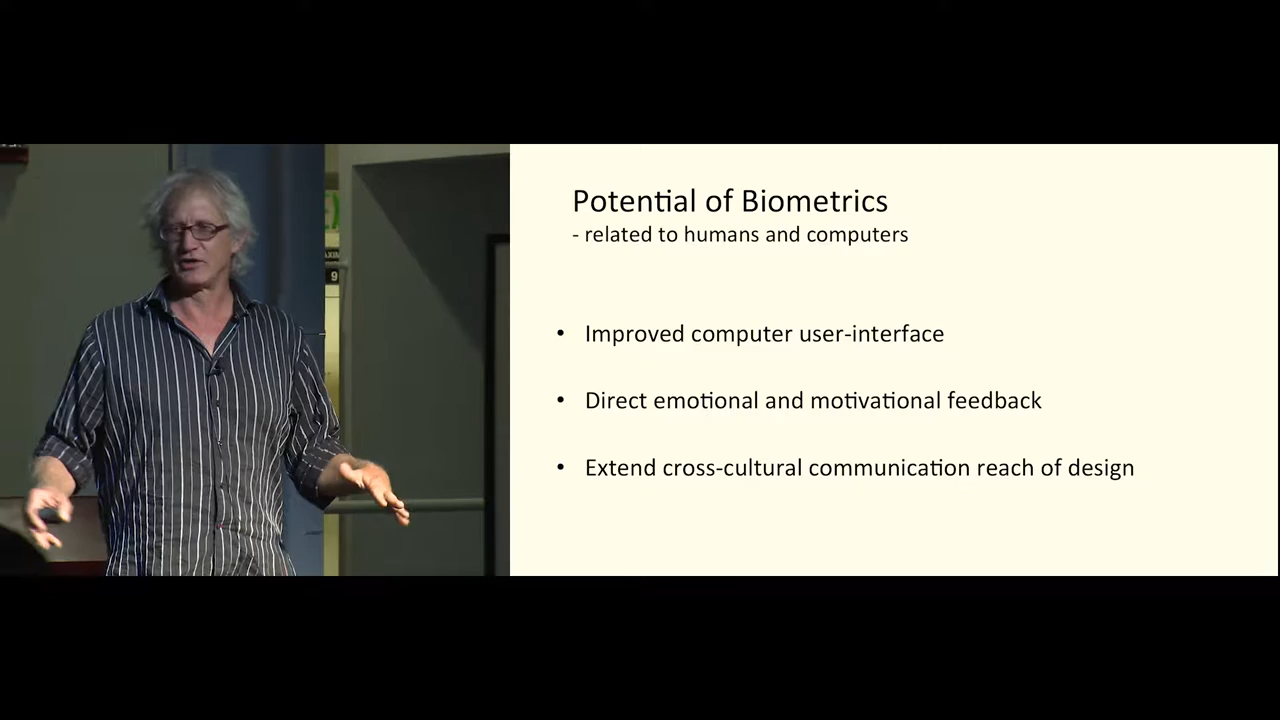 Potential of Biometrics
- related to humans and computers
• Improved computer user-interface
• Direct emotional and motivational feedback
• Extend cross-cultural communication reach of design
9